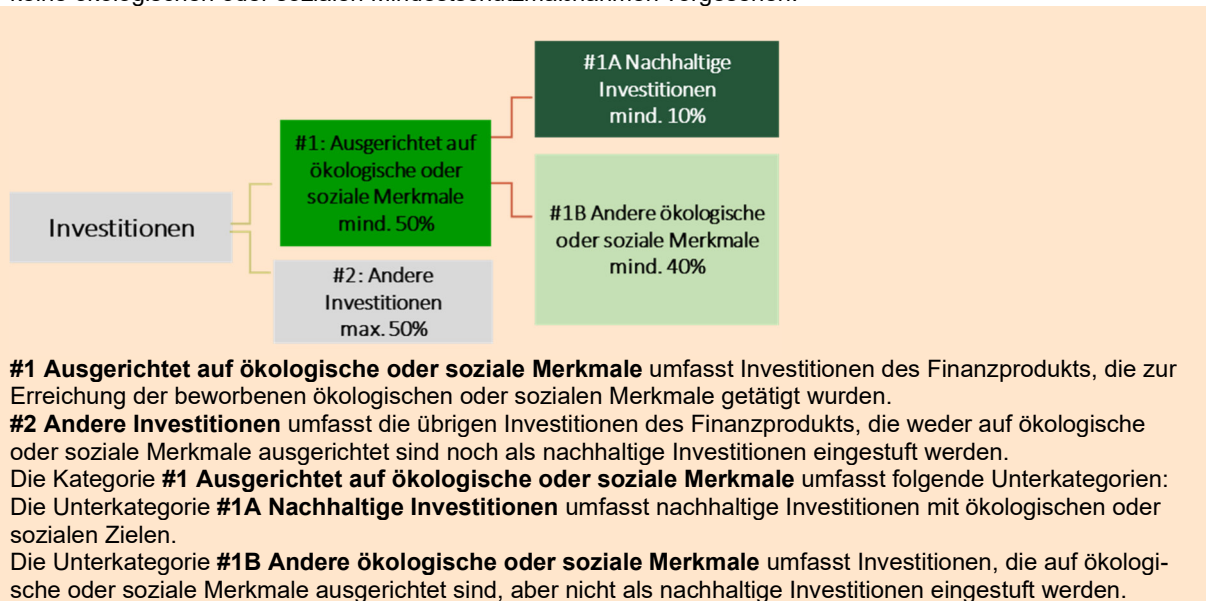 keine ökologischen oder sozialen Mindestschutzmaßnahmen vorgesehen.
#1A Nachhaltige
Investitionen
mind. 10%
#1: Ausgerichtet auf
ökologische oder
soziale Merkmale
mind. 50%
Investitionen
#1B Andere ökologische
oder soziale Merkmale
mind. 40%
#2: Andere
Investitionen
max. 50%
#1 Ausgerichtet auf ökologische oder soziale Merkmale umfasst Investitionen des Finanzprodukts, die zur
Erreichung der beworbenen ökologischen oder sozialen Merkmale getätigt wurden.
#2 Andere Investitionen umfasst die übrigen Investitionen des Finanzprodukts, die weder auf ökologische
oder soziale Merkmale ausgerichtet sind noch als nachhaltige Investitionen eingestuft werden.
Die Kategorie #1 Ausgerichtet auf ökologische oder soziale Merkmale umfasst folgende Unterkategorien:
Die Unterkategorie #1A Nachhaltige Investitionen umfasst nachhaltige Investitionen mit ökologischen oder
sozialen Zielen.
Die Unterkategorie #1B Andere ökologische oder soziale Merkmale umfasst Investitionen, die auf ökologi-
sche oder soziale Merkmale ausgerichtet sind, aber nicht als nachhaltige Investitionen eingestuft werden.